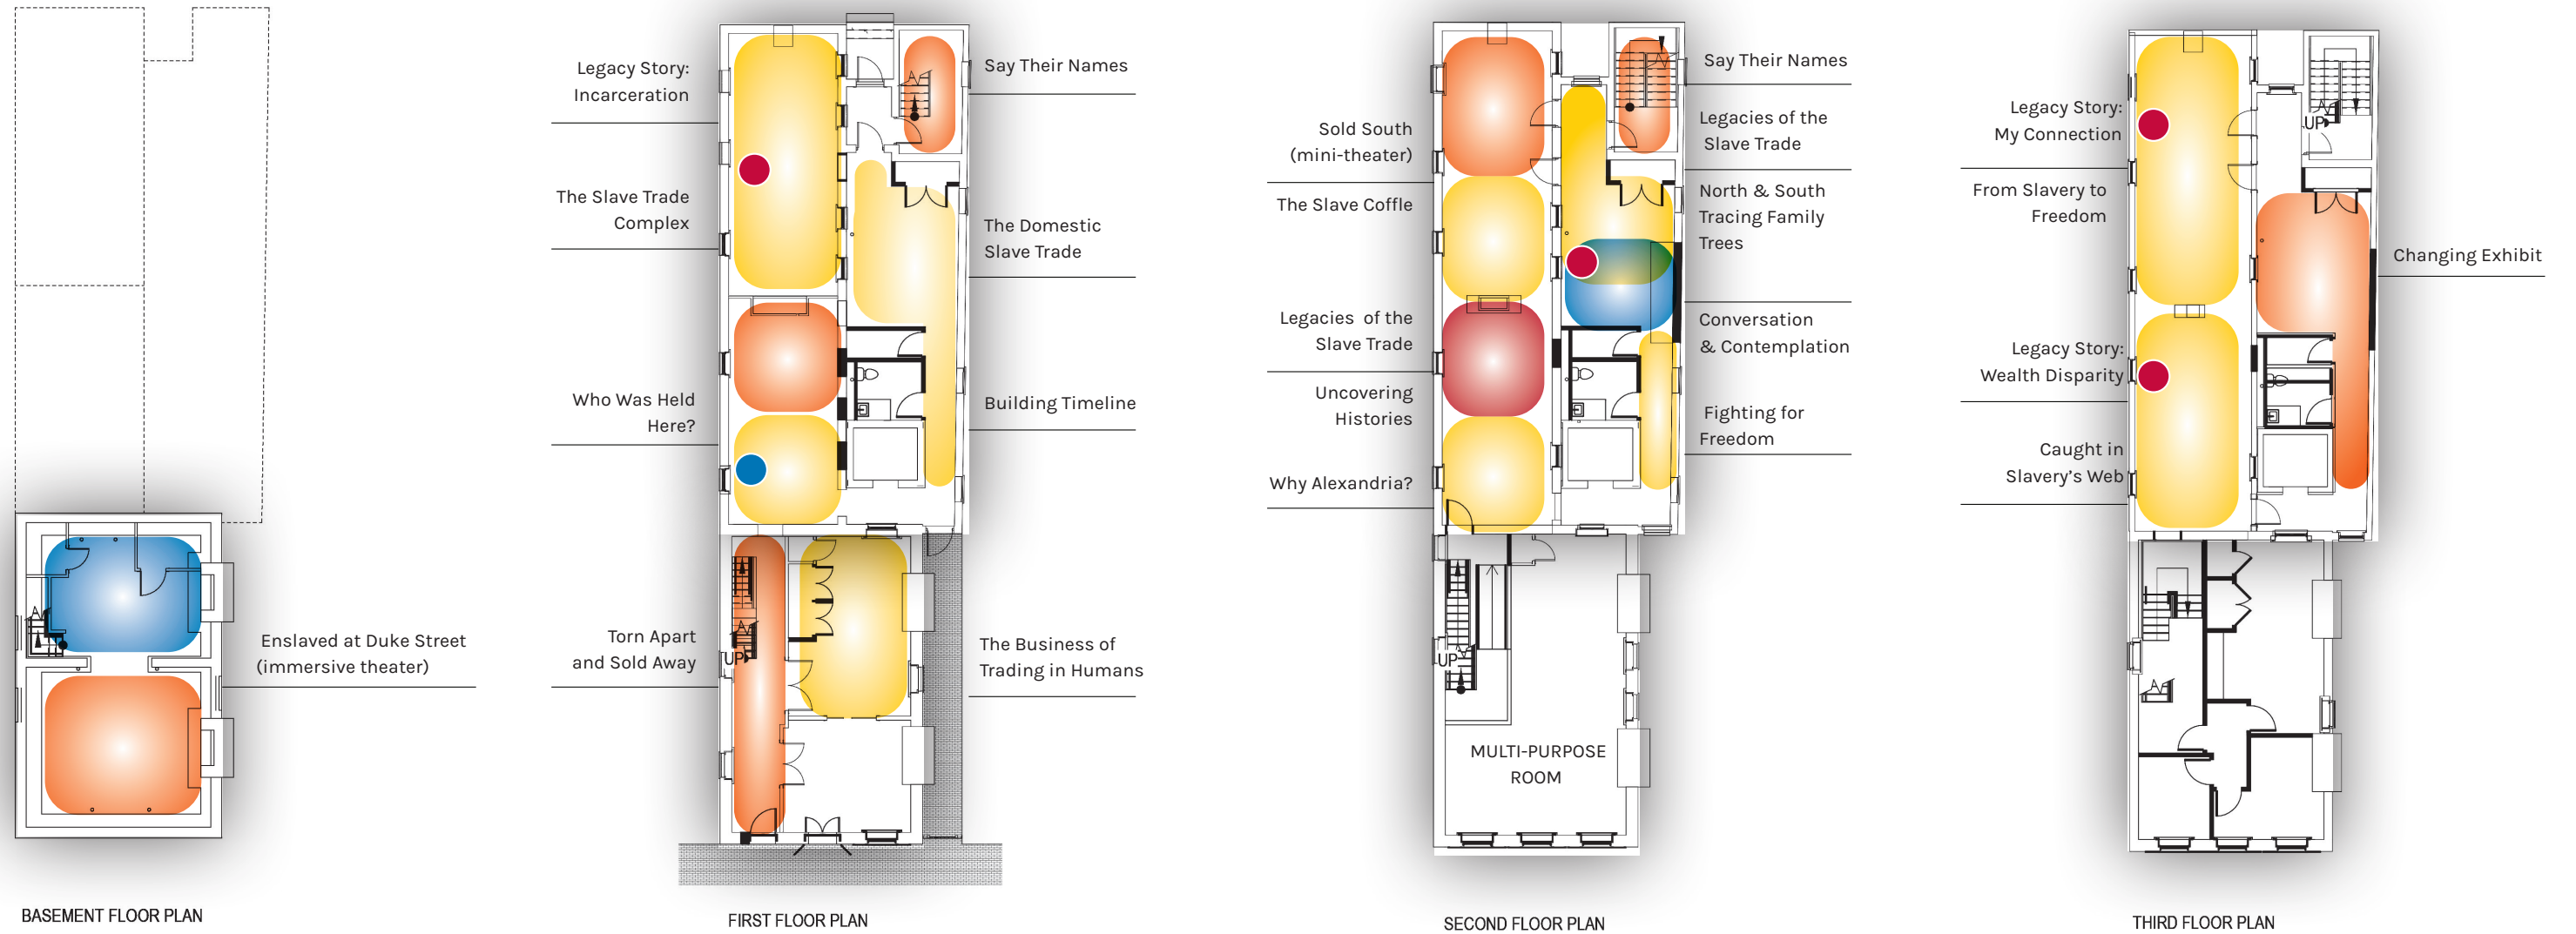 Enslaved at Duke Street
(immersive theater)
BASEMENT FLOOR PLAN
Legacy Story:
Incarceration
The Slave Trade
Complex
Who Was Held
Here?
Torn Apart
and Sold Away
UP
Say Their Names
The Domestic
Slave Trade
Building Timeline
The Business of
Trading in Humans
FIRST FLOOR PLAN
Sold South
(mini-theater)
The Slave Coffle
Legacies of the
Slave Trade
Uncovering
Histories
Why Alexandria?
UP
MULTI-PURPOSE
ROOM
Say Their Names
Legacies of the
Slave Trade
North & South
Tracing Family
Trees
Conversation
& Contemplation
Fighting for
Freedom
SECOND FLOOR PLAN
Legacy Story:
My Connection
From Slavery to
Freedom
Legacy Story:
Wealth Disparity
Caught in
Slavery’s Web
UP
Changing Exhibit
THIRD FLOOR PLAN